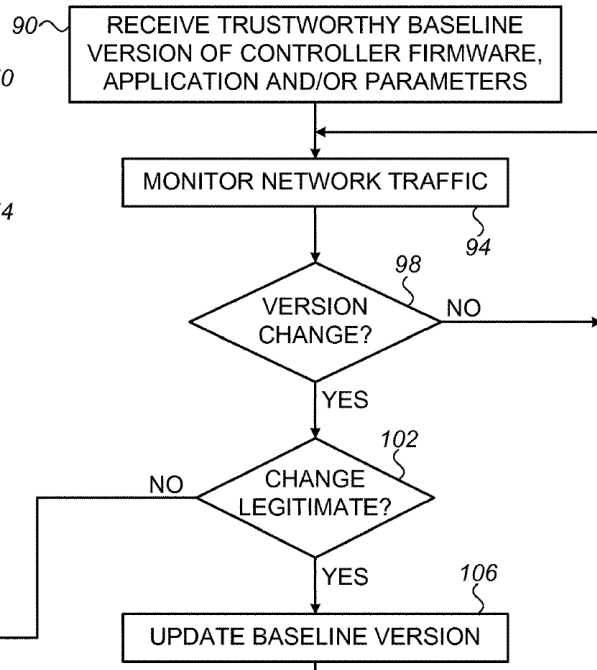 90
RECEIVE TRUSTWORTHY BASELINE
VERSION OF CONTROLLER FIRMWARE,
APPLICATION AND/OR PARAMETERS
MONITOR NETWORK TRAFFIC
94
98
VERSION
CHANGE?
NO
YES
102
CHANGE
LEGITIMATE?
NO
YES
106
UPDATE BASELINE VERSION